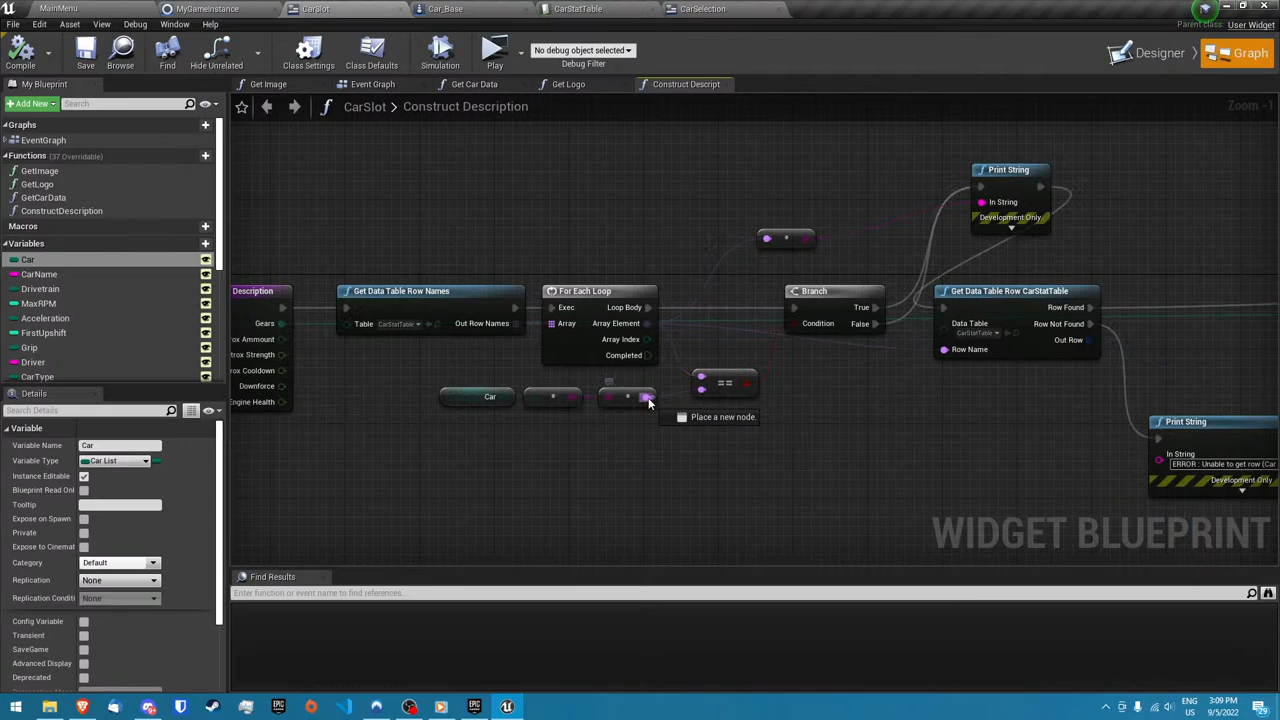 MainMenu
MyGameInstance
CarSlot
Car_Base
CarStatTable
CarSelection
File Edit Asset View Debug Window Help
Parent class: User Widget
Compile
Save
Browse
Find
Hide Unrelated
Class Settings
Class Defaults
Simulation
Play
No debug object selected
Debug Filter
Designer
Graph
My Blueprint
Add New
Search
Get Image
Event Graph
Get Car Data
Get Logo
Construct Descript
CarSlot > Construct Description
Zoom -1
Graphs
EventGraph
Functions (37 Overridable)
GetImage
GetLogo
GetCarData
ConstructDescription
Macros
Variables
Car
CarName
Drivetrain
MaxRPM
Acceleration
FirstUpshift
Grip
Driver
CarType
Details
Search Details
Variable
Variable Name Car
Variable Type Car List
Instance Editable
Blueprint Read Onl
Tooltip
Expose on Spawn
Private
Expose to Cinemat
Category Default
Replication None
Replication Conditi None
Config Variable
Transient
SaveGame
Advanced Display
Deprecated
Print String
In String
Development Only
Description
Gears
rox Amount
trox Strength
trox Cooldown
Downforce
Engine Health
Get Data Table Row Names
Table CarStatTable
Out Row Names
For Each Loop
Exec Loop Body
Array Array Element
Array Index
Completed
Branch
True
Condition False
Get Data Table Row CarStatTable
Row Found
Data Table Row Not Found
CarStatTable
Out Row
Row Name
Car
==
Place a new node.
Print String
In String
ERROR : Unable to get row (Car
Development Only
WIDGET BLUEPRINT
Find Results
Enter function or event name to find references...
ENG
US
3:09 PM
9/5/2022
29